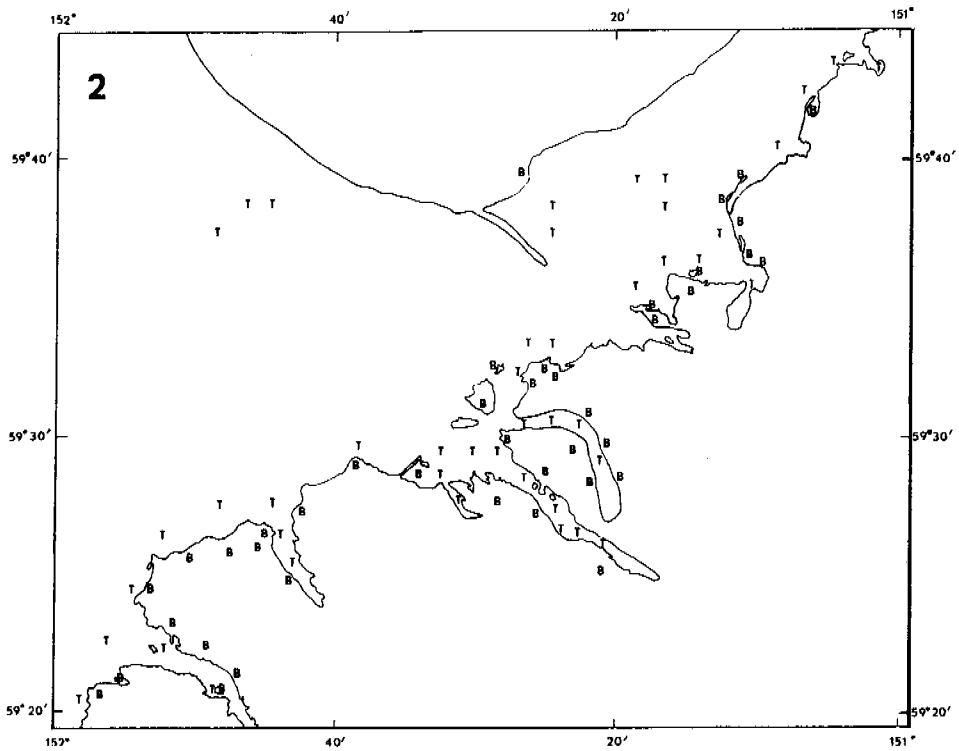 152° 40' 20' 151°
2
T T
T
B
T
59°40' 59°40'
B T T B
T T T T B
T T T B
T T B B
B
T B
B
B
T T
B T B
B B
B
B
T T T
59°30' B B 59°30'
T T T T B T
B B B B B
T B
T B B T
T T B
B T T T
T B B B T
B B
T B
B
T T B
B
B T B
T B
152° 40' 20' 151°
59°20' 59°20'